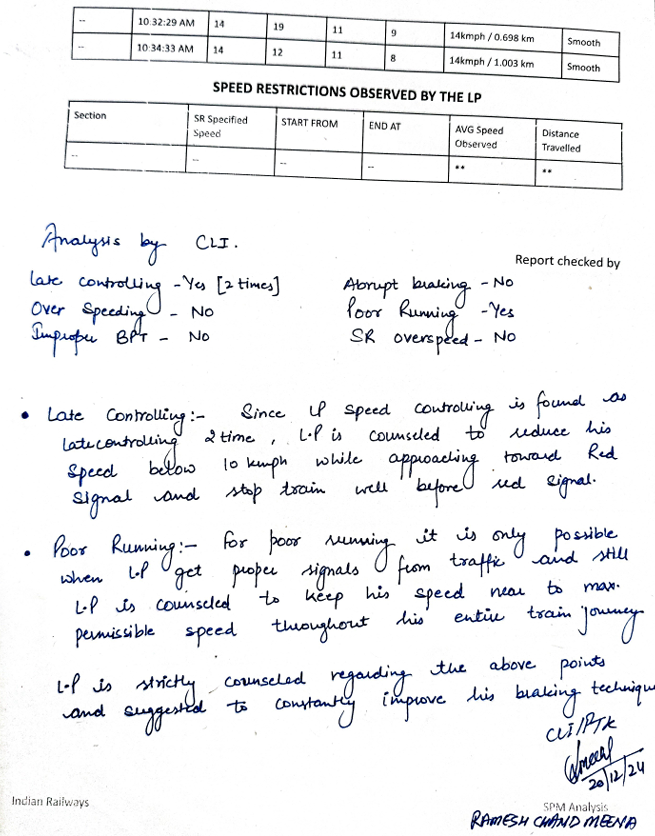 -- 10:32:29 AM 14 19 11 9 14kmph / 0.698 km Smooth
-- 10:34:33 AM 14 12 11 8 14kmph / 1.003 km Smooth
SPEED RESTRICTIONS OBSERVED BY THE LP
Section SR Specified Speed START FROM END AT AVG Speed Observed Distance Travelled
-- -- -- -- ** **
Analysis by CLI.
Report checked by
Late controlling - Yes [2 times] Abrupt braking - No
Over Speeding - No Poor Running - Yes
Improper BPT - No SR overspeed - No
• Late Controlling:- Since LP speed controlling is found as
late controlling 2 time, L.P is counseled to reduce his
speed below 10 kmph while approaching toward Red
signal and stop train well before red signal.
• Poor Running:- For poor running it is only possible
when L.P get proper signals from traffic and still
L.P is counseled to keep his speed near to max.
permissible speed throughout his entire train journey
L.P is strictly counseled regarding the above points
and suggested to constantly improve his braking technique
CLI/PTK
20/12/24
Indian Railways
SPM Analysis
RAMESH CHAND MEENA